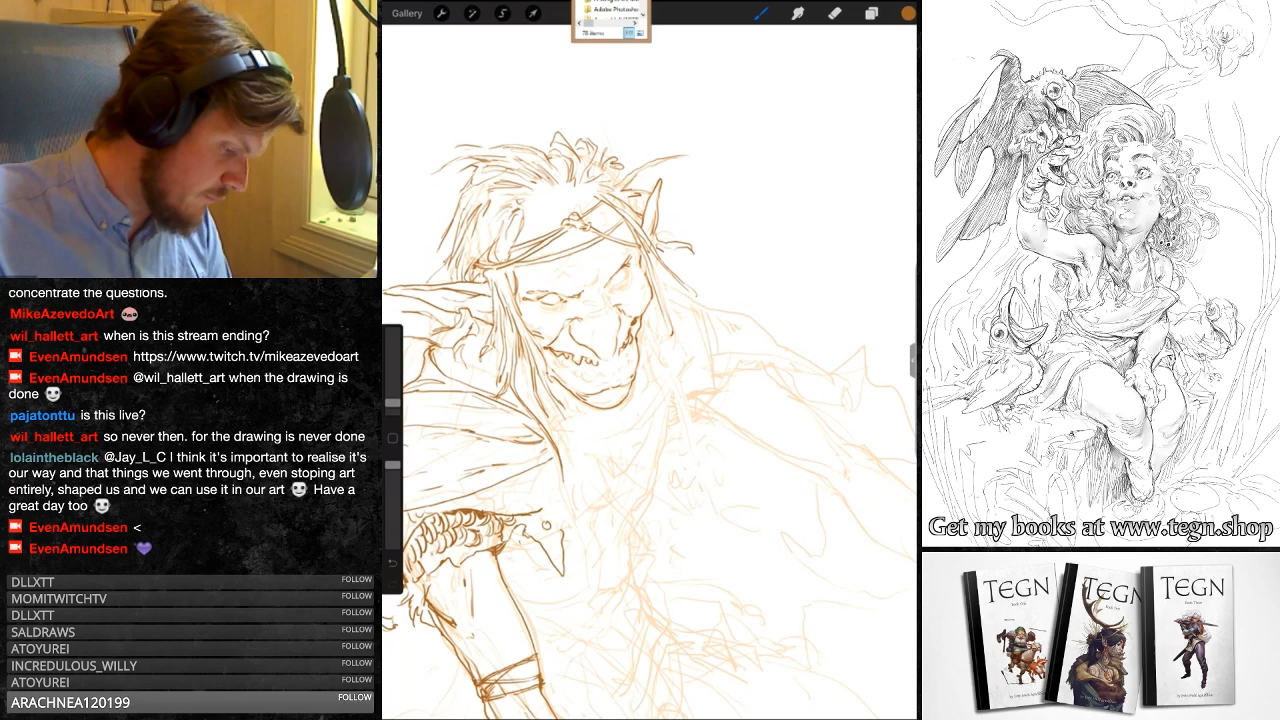 Gallery
Adobe Photosh
78 items
concentrate the questions.
MikeAzevedoArt
wil_hallett_art when is this stream ending?
EvenAmundsen https://www.twitch.tv/mikeazevedoart
EvenAmundsen @wil_hallett_art when the drawing is
done
pajatonttu is this live?
wil_hallett_art so never then. for the drawing is never done
lolaintheblack @Jay_L_C I think it's important to realise it's
our way and that things we went through, even stoping art
entirely, shaped us and we can use it in our art Have a
great day too
EvenAmundsen <
EvenAmundsen
DLLXTT FOLLOW
MOMITWITCHTV FOLLOW
DLLXTT FOLLOW
SALDRAWS FOLLOW
ATOYUREI FOLLOW
INCREDULOUS_WILLY FOLLOW
ATOYUREI FOLLOW
ARACHNEA120199 FOLLOW
Get my books at www.tegn.shop
TEGN
Book One
TEGN
TEGN
Book Three